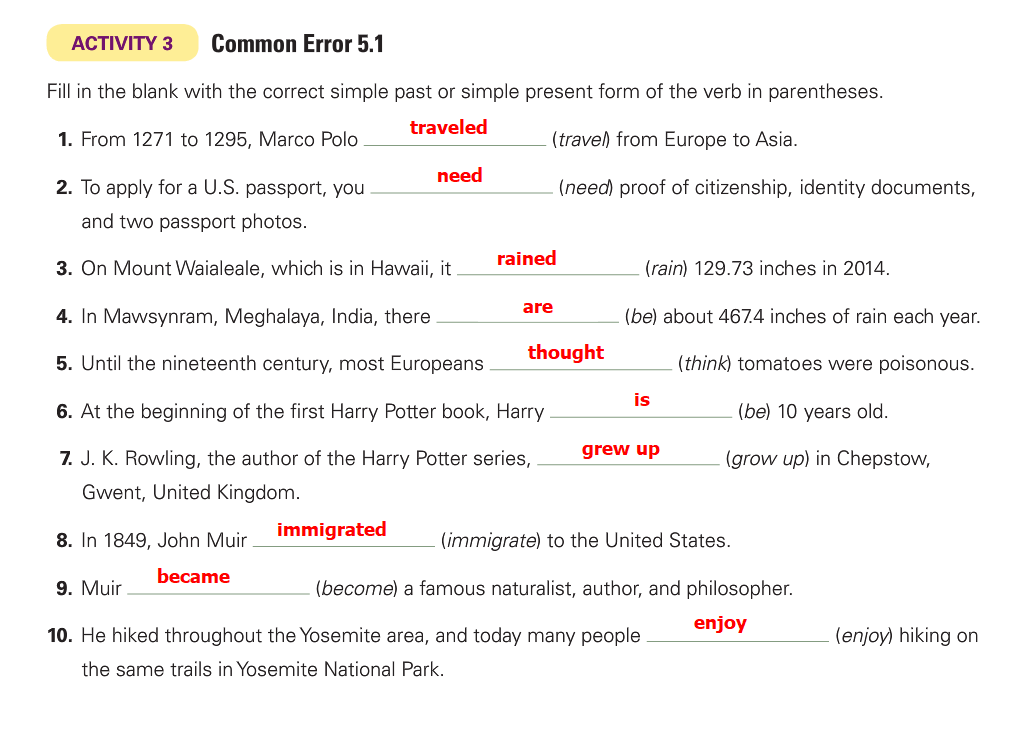 ACTIVITY 3 Common Error 5.1
Fill in the blank with the correct simple past or simple present form of the verb in parentheses.
1. From 1271 to 1295, Marco Polo traveled (travel) from Europe to Asia.
2. To apply for a U.S. passport, you need (need) proof of citizenship, identity documents,
and two passport photos.
3. On Mount Waialeale, which is in Hawaii, it rained (rain) 129.73 inches in 2014.
4. In Mawsynram, Meghalaya, India, there are (be) about 467.4 inches of rain each year.
5. Until the nineteenth century, most Europeans thought (think) tomatoes were poisonous.
6. At the beginning of the first Harry Potter book, Harry is (be) 10 years old.
7. J. K. Rowling, the author of the Harry Potter series, grew up (grow up) in Chepstow,
Gwent, United Kingdom.
8. In 1849, John Muir immigrated (immigrate) to the United States.
9. Muir became (become) a famous naturalist, author, and philosopher.
10. He hiked throughout the Yosemite area, and today many people enjoy (enjoy) hiking on
the same trails in Yosemite National Park.